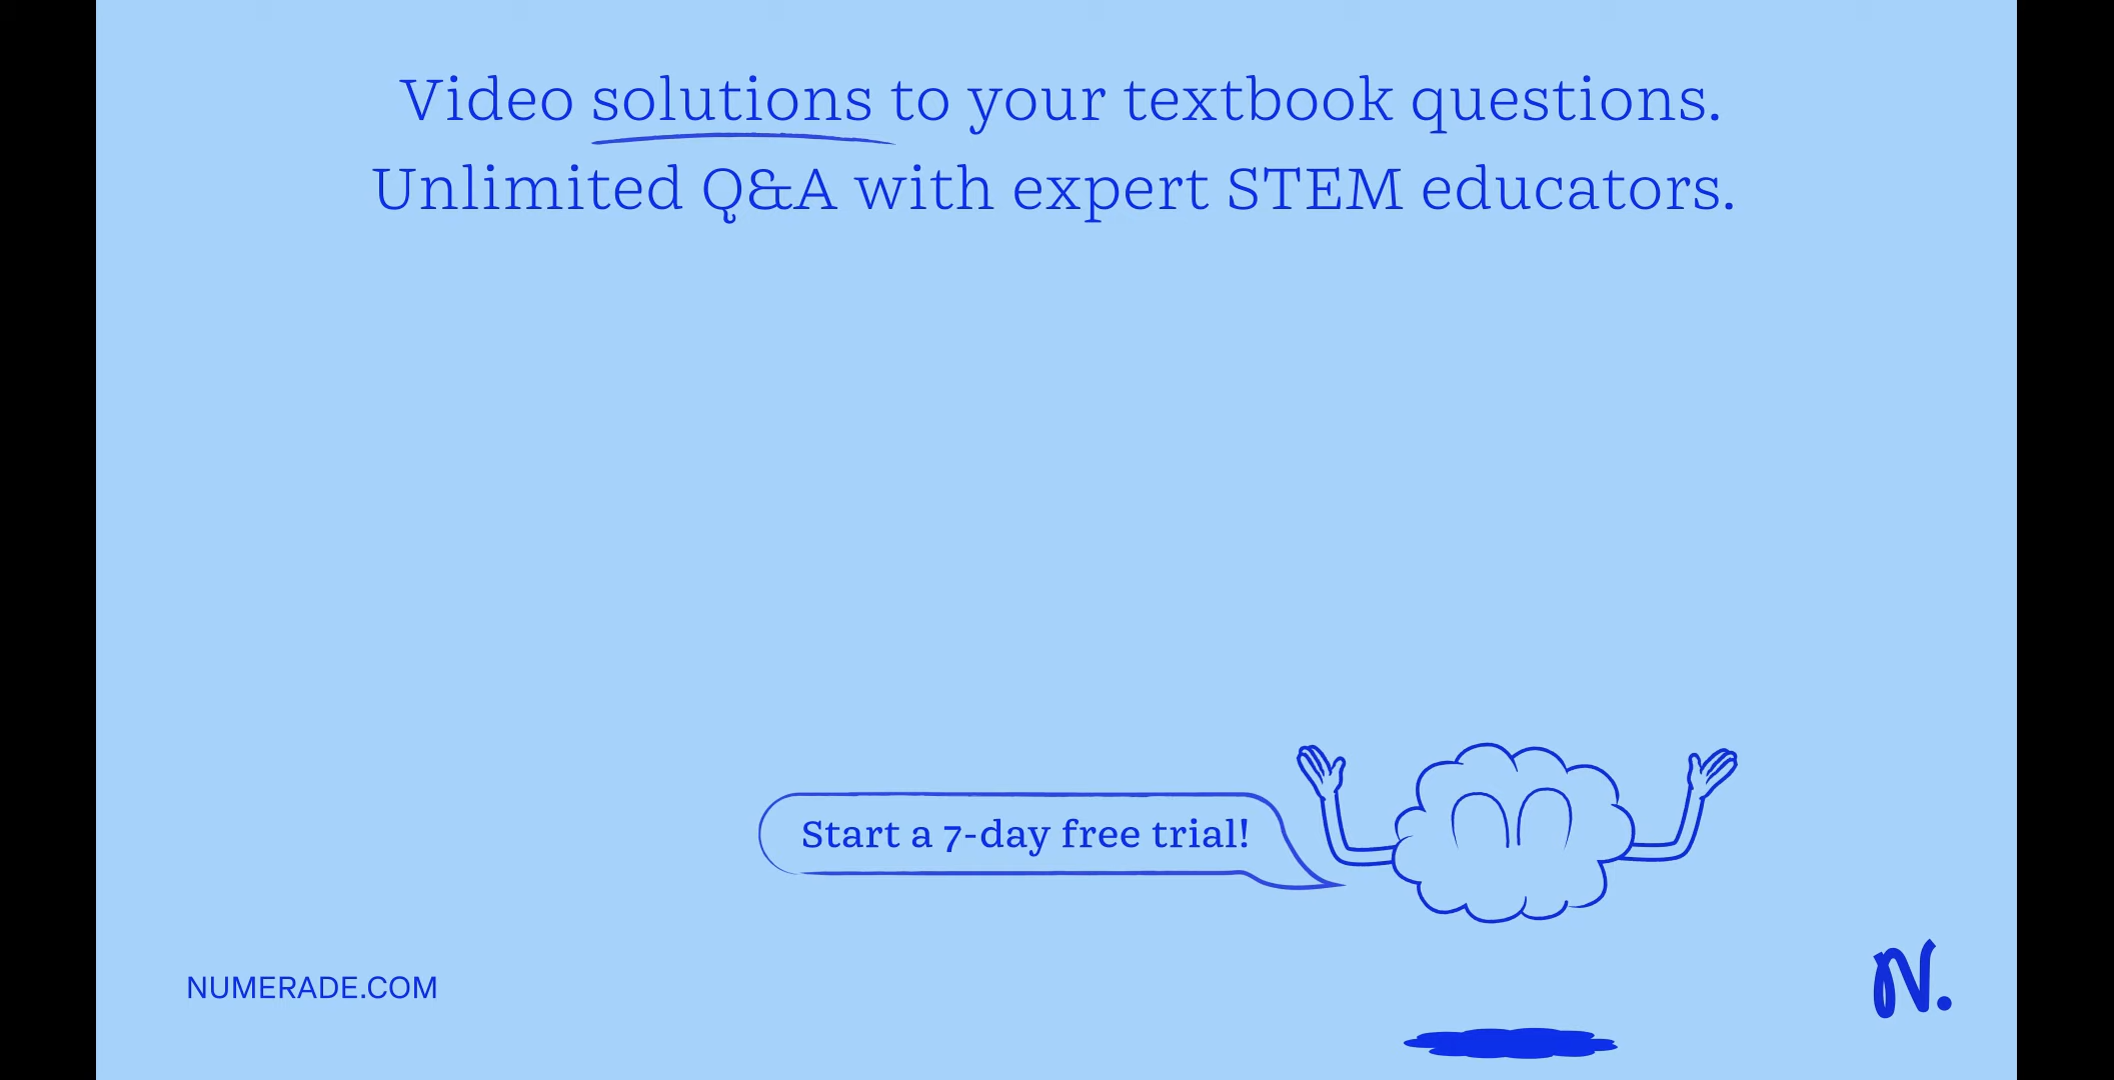 Video solutions to your textbook questions.
Unlimited Q&A with expert STEM educators.
Start a 7-day free trial!
NUMERADE.COM
N.